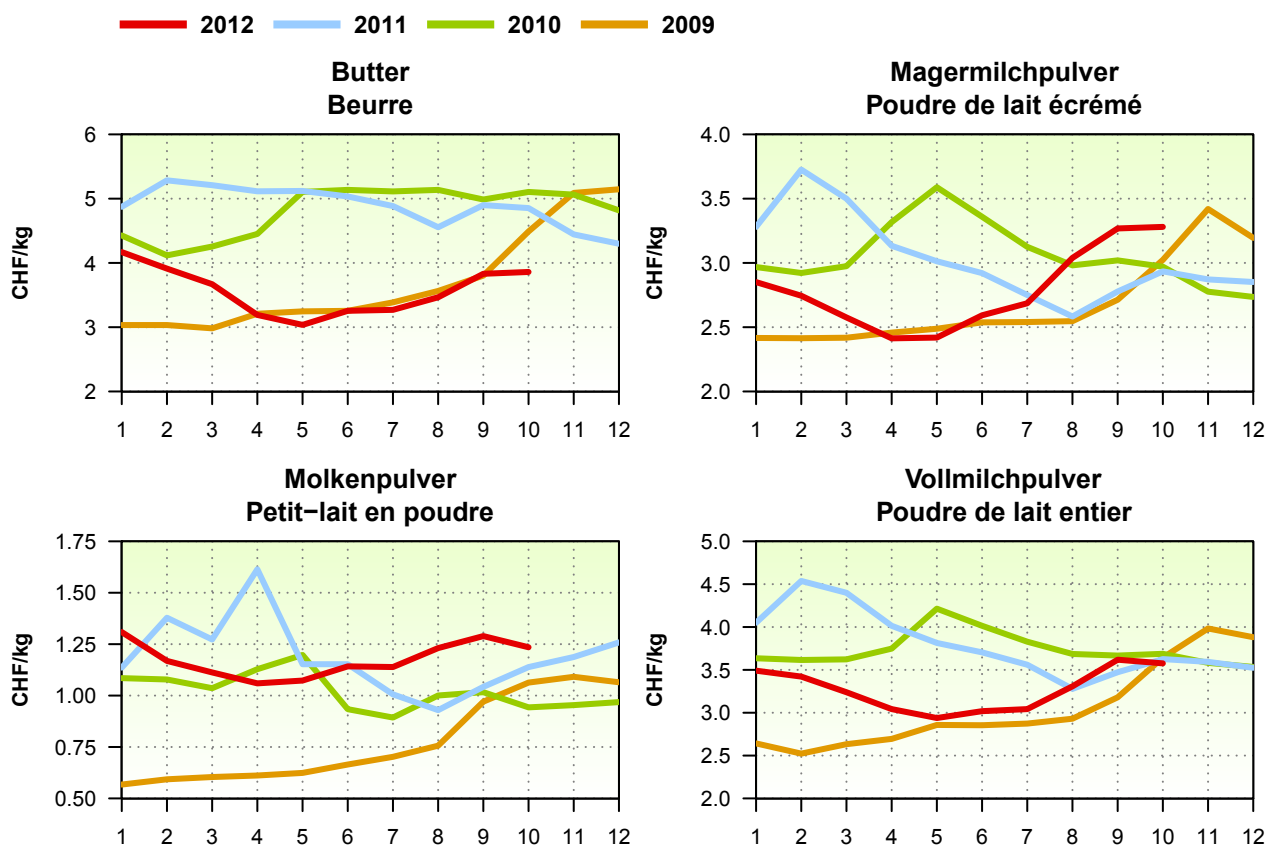 2012 2011 2010 2009
Butter
Beurre
CHF/kg
6
5
4
3
2
1 2 3 4 5 6 7 8 9 10 11 12
Magermilchpulver
Poudre de lait écrémé
CHF/kg
4.0
3.5
3.0
2.5
2.0
1 2 3 4 5 6 7 8 9 10 11 12
Molkenpulver
Petit−lait en poudre
CHF/kg
1.75
1.50
1.25
1.00
0.75
0.50
1 2 3 4 5 6 7 8 9 10 11 12
Vollmilchpulver
Poudre de lait entier
CHF/kg
5.0
4.5
4.0
3.5
3.0
2.5
2.0
1 2 3 4 5 6 7 8 9 10 11 12